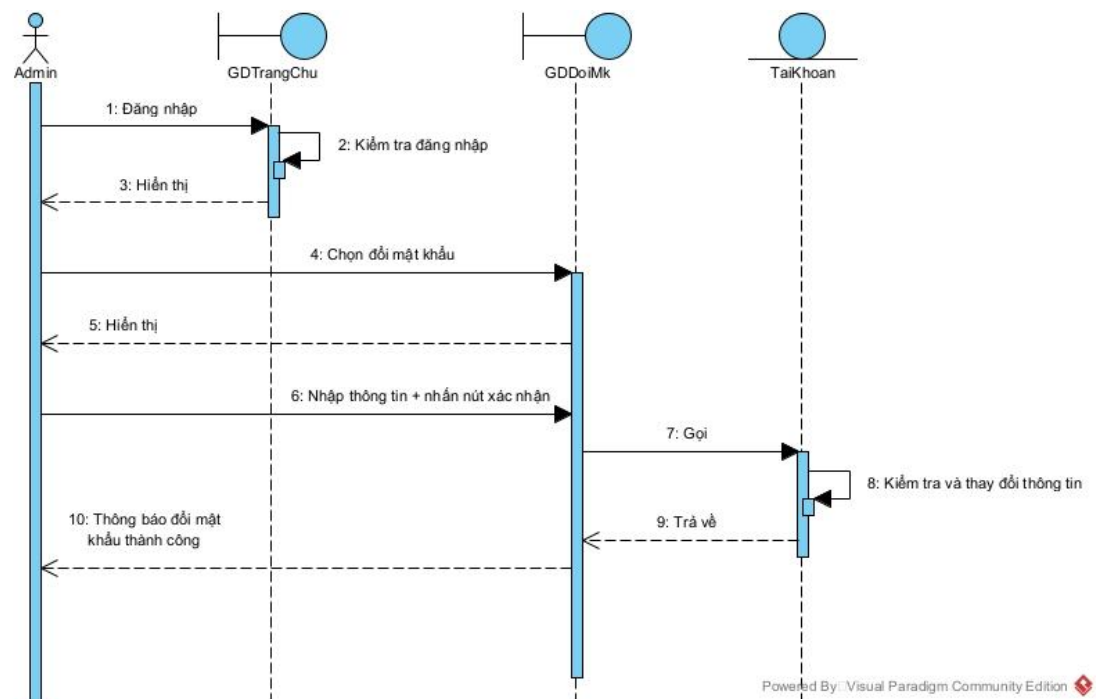 Admin
GDTrangChu
GDDoiMk
TaiKhoan
1: Đăng nhập
2: Kiểm tra đăng nhập
3: Hiển thị
4: Chọn đổi mật khẩu
5: Hiển thị
6: Nhập thông tin + nhấn nút xác nhận
7: Gọi
8: Kiểm tra và thay đổi thông tin
9: Trả về
10: Thông báo đổi mật
khẩu thành công
Powered By Visual Paradigm Community Edition